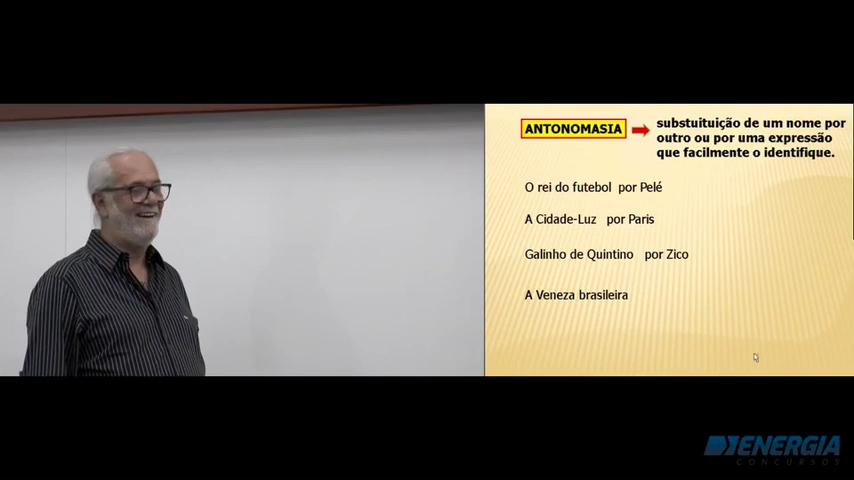 ANTONOMASIA
substuituição de um nome por
outro ou por uma expressão
que facilmente o identifique.
O rei do futebol por Pelé
A Cidade-Luz por Paris
Galinho de Quintino por Zico
A Veneza brasileira
ENERGIA
CONCURSOS